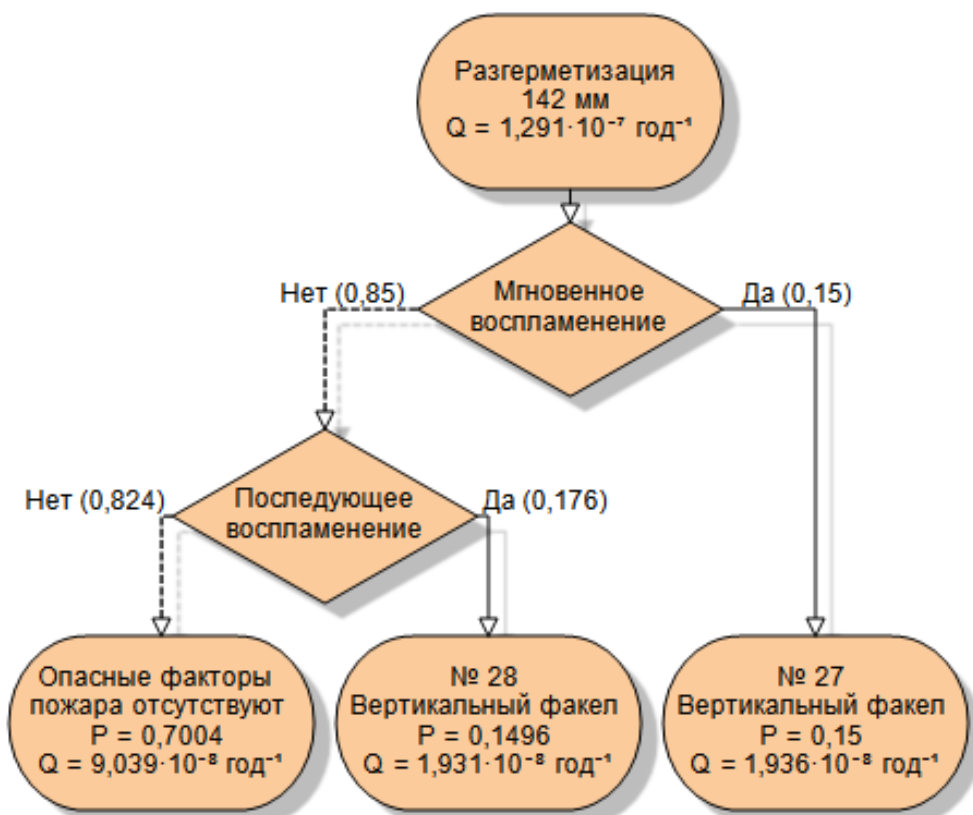 Разгерметизация
142 мм
Q = 1,291·10⁻⁷ год⁻¹
Нет (0,85)
Мгновенное
воспламенение
Да (0,15)
Нет (0,824)
Последующее
воспламенение
Да (0,176)
Опасные факторы
пожара отсутствуют
P = 0,7004
Q = 9,039·10⁻⁸ год⁻¹
№ 28
Вертикальный факел
P = 0,1496
Q = 1,931·10⁻⁸ год⁻¹
№ 27
Вертикальный факел
P = 0,15
Q = 1,936·10⁻⁸ год⁻¹